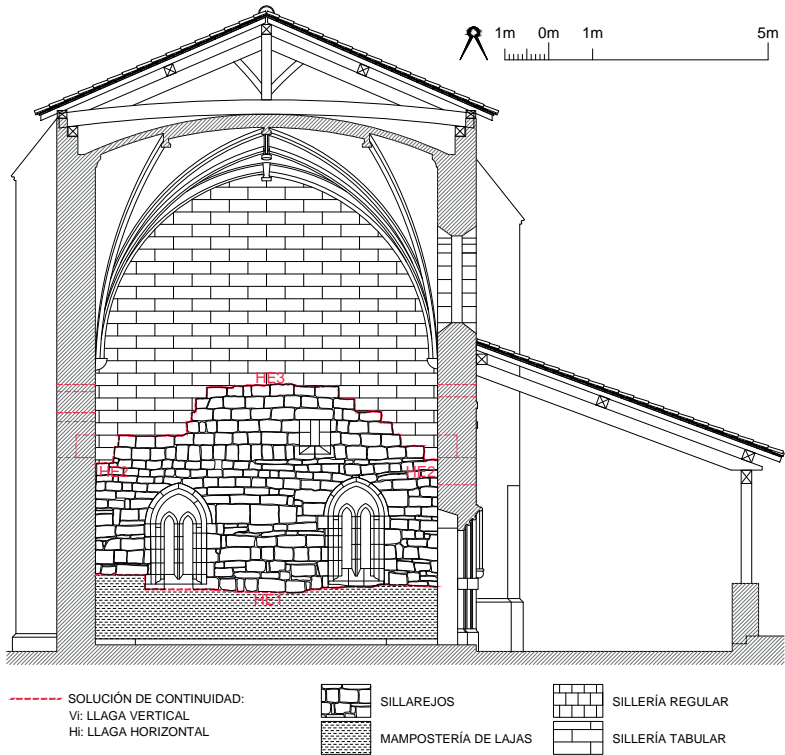 1m 0m 1m 5m
HE3
HE2 HE2
HE1
SOLUCIÓN DE CONTINUIDAD:
Vi: LLAGA VERTICAL
Hi: LLAGA HORIZONTAL
SILLAREJOS
MAMPOSTERÍA DE LAJAS
SILLERÍA REGULAR
SILLERÍA TABULAR